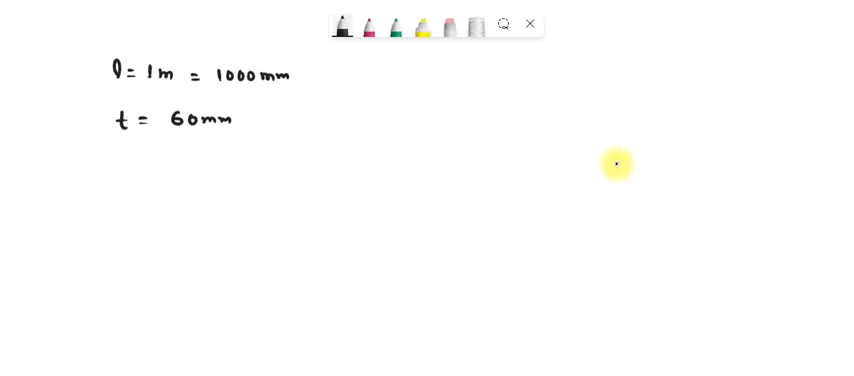 l = 1m = 1000mm
t = 60mm